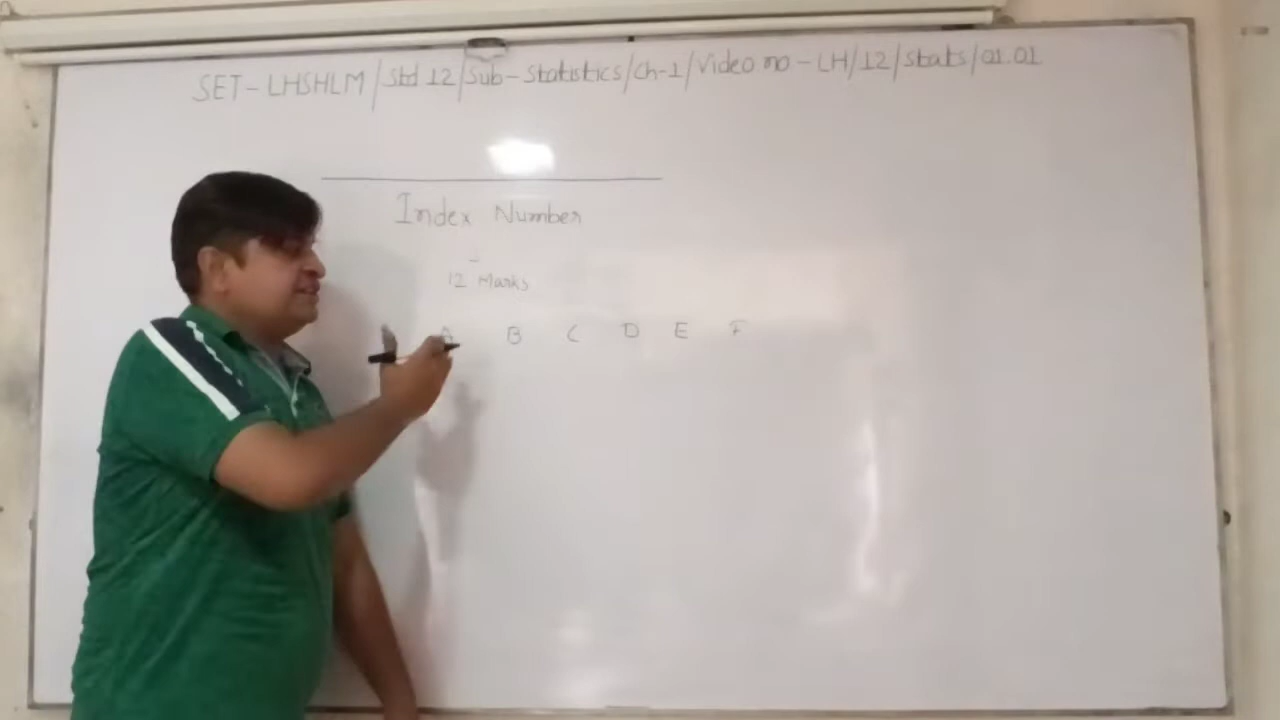 SET - LHSHLM / Std 12 / Sub - Statistics / Ch-1 / Video no - LH / 12 / Stats / 01.01
Index Number
↓
12 Marks
A B C D E F